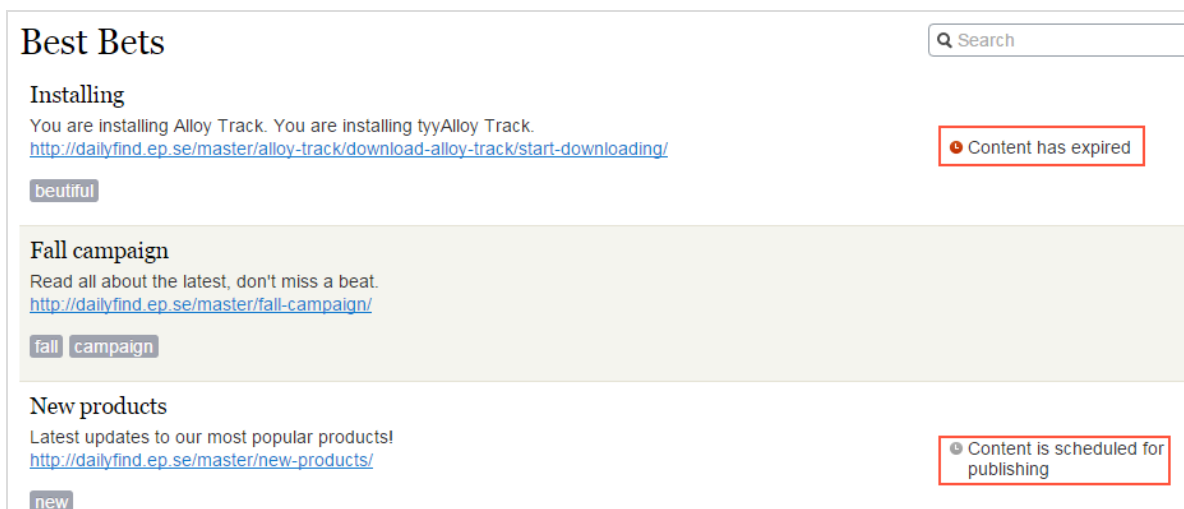 Best Bets
Search
Installing
You are installing Alloy Track. You are installing tyyAlloy Track.
http://dailyfind.ep.se/master/alloy-track/download-alloy-track/start-downloading/
Content has expired
beutiful
Fall campaign
Read all about the latest, don't miss a beat.
http://dailyfind.ep.se/master/fall-campaign/
fall campaign
New products
Latest updates to our most popular products!
http://dailyfind.ep.se/master/new-products/
Content is scheduled for
publishing
new